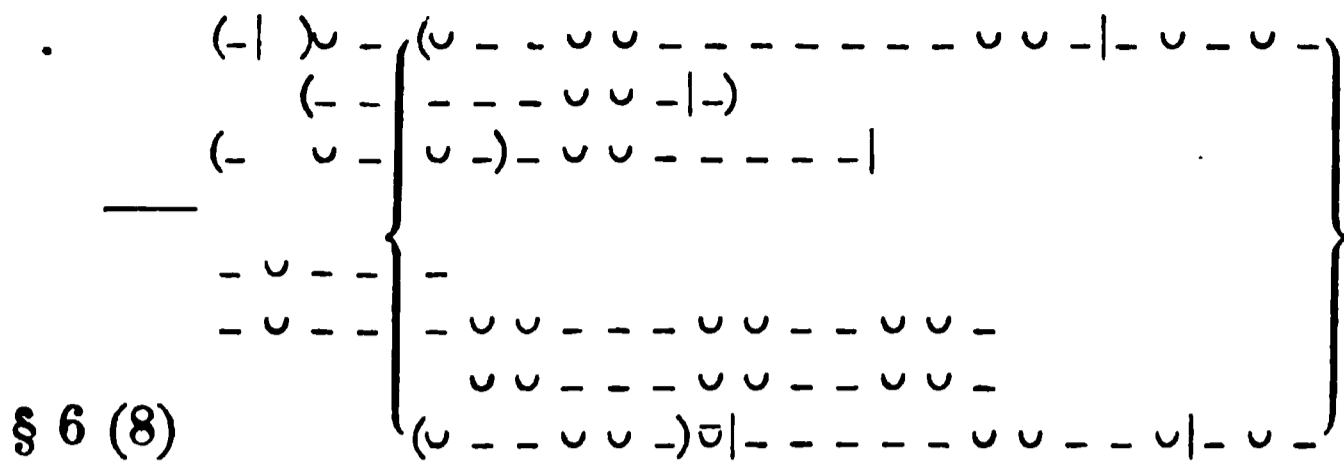 (–| )∪ – (∪ – – ∪ ∪ – – – – – – – ∪ ∪ –|– ∪ – ∪ –
(– – – – – ∪ ∪ –|–)
(– ∪ – ∪ –)– ∪ ∪ – – – – –|
– ∪ – – –
– ∪ – – – ∪ ∪ – – – ∪ ∪ – – ∪ ∪ –
∪ ∪ – – – ∪ ∪ – – ∪ ∪ –
§ 6 (8) (∪ – – ∪ ∪ –)∪̄|– – – – – ∪ ∪ – – ∪|– ∪ –